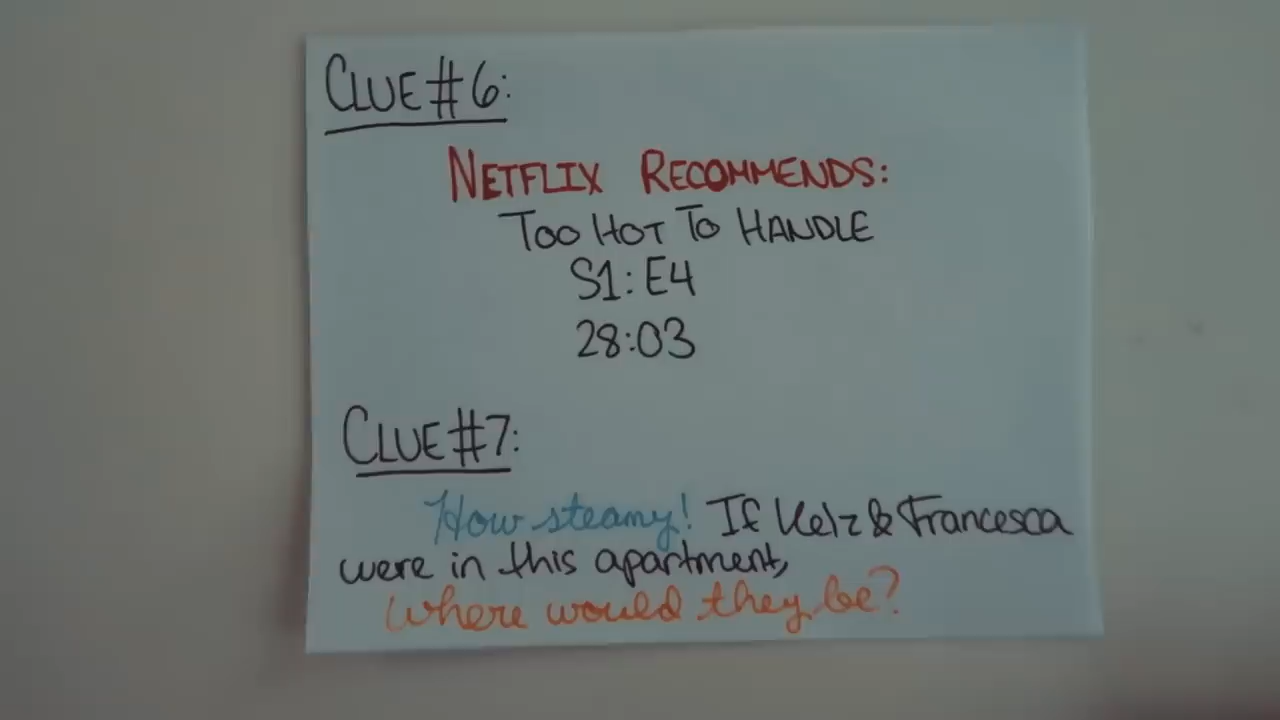 CLUE #6:
NETFLIX RECOMMENDS:
TOO HOT TO HANDLE
S1:E4
28:03
CLUE #7:
How steamy! If Kelz & Francesca
were in this apartment,
Where would they be?